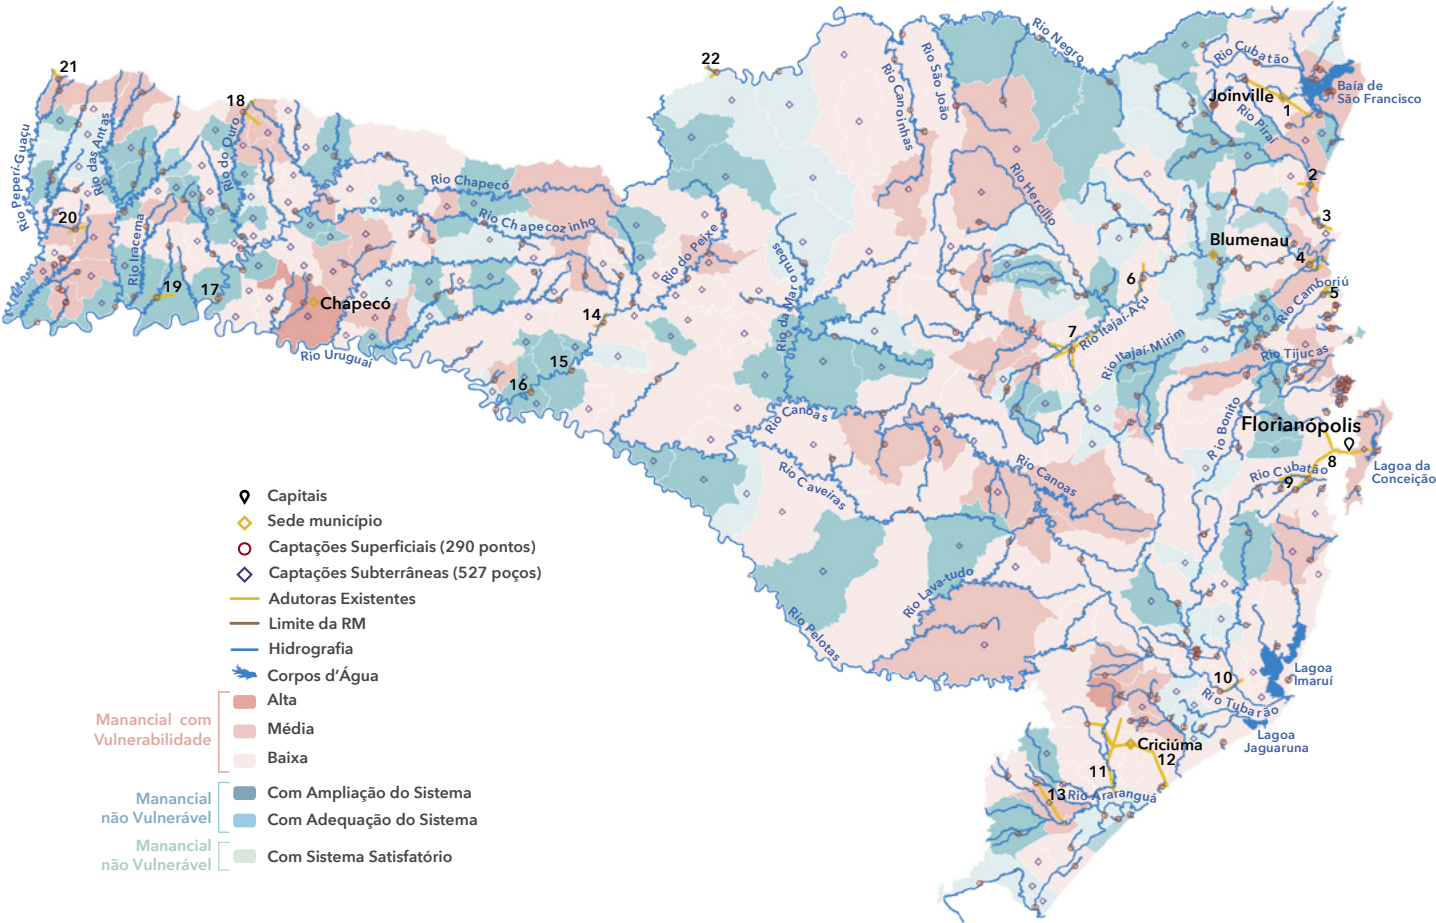 21
22
18
20
19
17
14
15
16
1
2
3
4
5
6
7
8
9
10
11
12
13
Rio Peperí-Guaçu
Rio das Antas
Rio Iracema
Rio do Ouro
Rio Chapecó
Rio Chapecozinho
Rio do Peixe
Rio Uruguai
Chapecó
Rio Canoinhas
Rio São João
Rio Negro
Rio Cubatão
Joinville
Baía de
São Francisco
Rio Piraí
Rio Hercílio
Blumenau
Rio Camboriú
Rio Itajaí-Açu
Rio Itajaí-Mirim
Rio Tijucas
Rio Bonito
Florianópolis
Rio Cubatão
Lagoa da
Conceição
Rio Canoas
Rio Caveiras
Rio Canoas
Rio Lava-tudo
Rio Pelotas
Lagoa
Imaruí
Rio Tubarão
Lagoa
Jaguaruna
Criciúma
Rio Araranguá
Capitais
Sede município
Captações Superficiais (290 pontos)
Captações Subterrâneas (527 poços)
Adutoras Existentes
Limite da RM
Hidrografia
Corpos d'Água
Manancial com
Vulnerabilidade
Alta
Média
Baixa
Manancial
não Vulnerável
Com Ampliação do Sistema
Com Adequação do Sistema
Manancial
não Vulnerável
Com Sistema Satisfatório